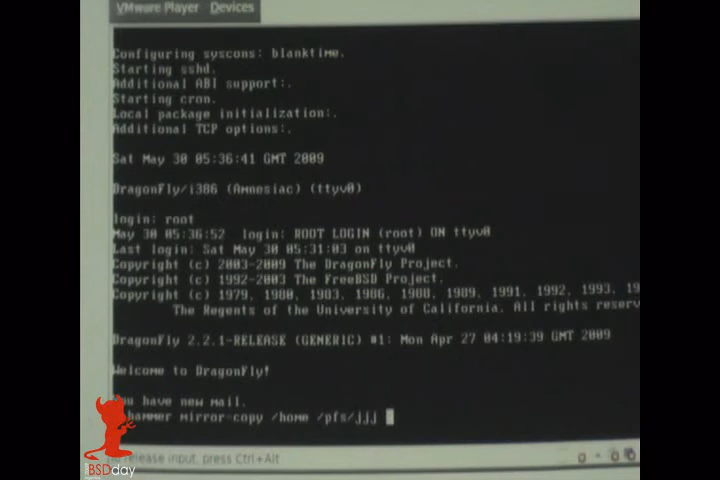 VMware Player Devices
Configuring syscons: blanktime.
Starting sshd.
Additional ABI support:.
Starting cron.
Local package initialization:.
Additional TCP options:.
Sat May 30 05:36:41 GMT 2009
DragonFly/i386 (Amnesiac) (ttyv0)
login: root
May 30 05:36:52 login: ROOT LOGIN (root) ON ttyv0
Last login: Sat May 30 05:31:03 on ttyv0
Copyright (c) 2003-2009 The DragonFly Project.
Copyright (c) 1992-2003 The FreeBSD Project.
Copyright (c) 1979, 1980, 1983, 1986, 1988, 1989, 1991, 1992, 1993, 19
The Regents of the University of California. All rights reserv
DragonFly 2.2.1-RELEASE (GENERIC) #1: Mon Apr 27 04:19:39 GMT 2009
Welcome to DragonFly!
You have new mail.
hammer mirror-copy /home /pfs/jjj
release input, press Ctrl+Alt
BSDday